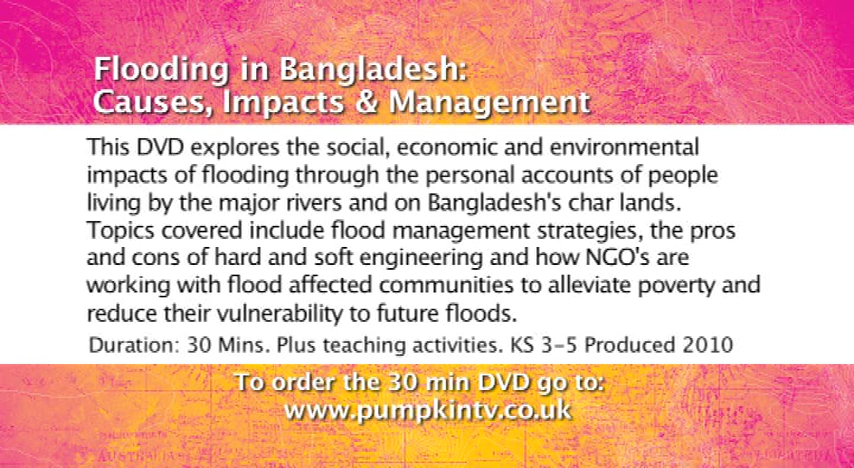 Flooding in Bangladesh:
Causes, Impacts & Management
This DVD explores the social, economic and environmental
impacts of flooding through the personal accounts of people
living by the major rivers and on Bangladesh's char lands.
Topics covered include flood management strategies, the pros
and cons of hard and soft engineering and how NGO's are
working with flood affected communities to alleviate poverty and
reduce their vulnerability to future floods.
Duration: 30 Mins. Plus teaching activities. KS 3-5 Produced 2010
To order the 30 min DVD go to:
www.pumpkintv.co.uk